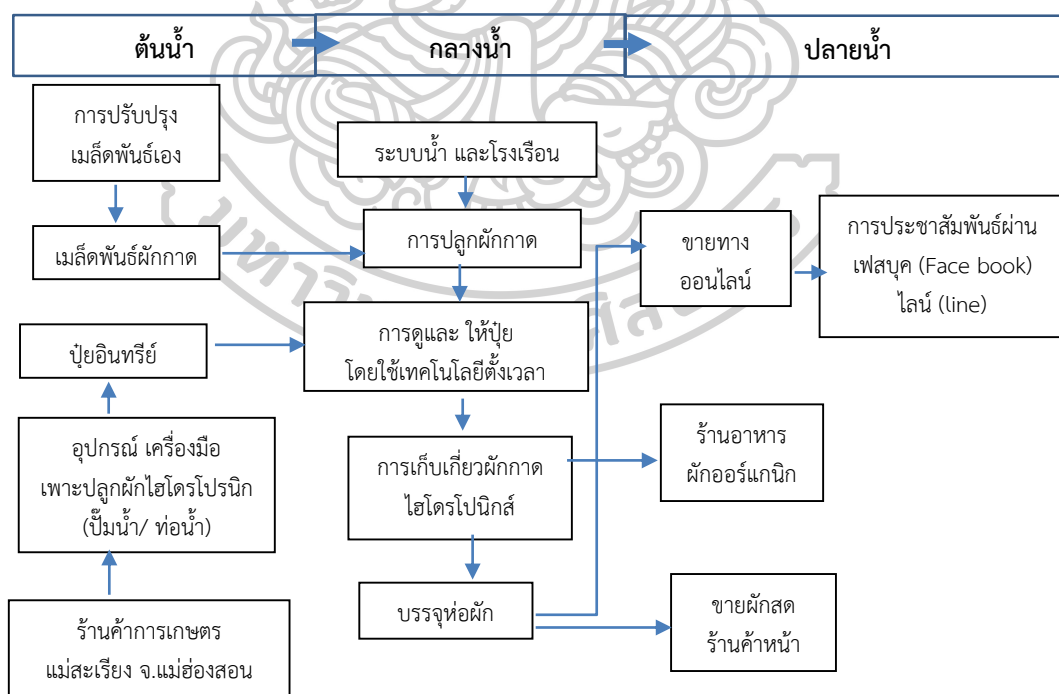 ต้นน้ำ
กลางน้ำ
ปลายน้ำ
การปรับปรุง
เมล็ดพันธ์เอง
เมล็ดพันธ์ผักกาด
ปุ๋ยอินทรีย์
อุปกรณ์ เครื่องมือ
เพาะปลูกผักไฮโดรโปรนิก
(ปั๊มน้ำ/ ท่อน้ำ)
ร้านค้าการเกษตร
แม่สะเรียง จ.แม่ฮ่องสอน
ระบบน้ำ และโรงเรือน
การปลูกผักกาด
การดูและ ให้ปุ๋ย
โดยใช้เทคโนโลยีตั้งเวลา
การเก็บเกี่ยวผักกาด
ไฮโดรโปนิกส์
บรรจุห่อผัก
ขายทาง
ออนไลน์
การประชาสัมพันธ์ผ่าน
เฟสบุค (Face book)
ไลน์ (line)
ร้านอาหาร
ผักออร์แกนิก
ขายผักสด
ร้านค้าหน้า